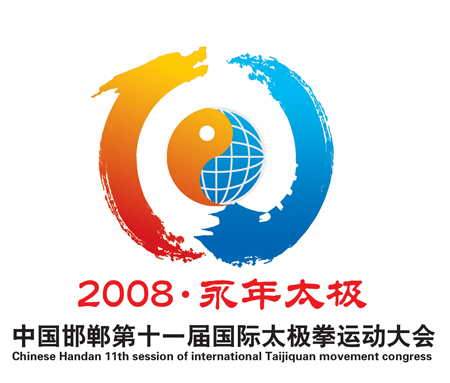 2008·永年太极
中国邯郸第十一届国际太极拳运动大会
Chinese Handan 11th session of international Taijiquan movement congress